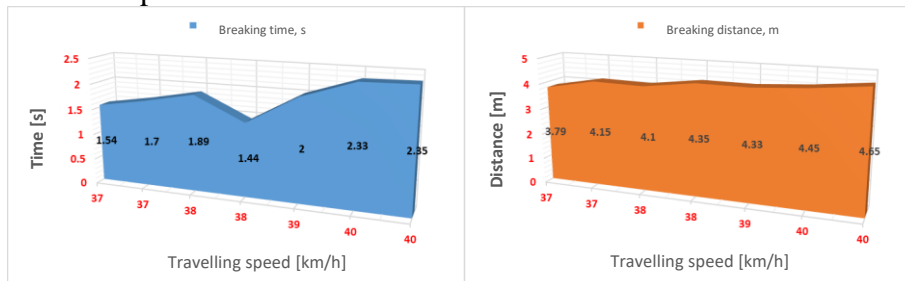 Breaking time, s
2.5
2
1.5
1
0.5
0
Time [s]
1.54 1.7 1.89 1.44 2 2.33 2.35
37 37 38 38 39 40 40
Travelling speed [km/h]
Breaking distance, m
5
4
3
2
1
0
Distance [m]
3.79 4.15 4.1 4.35 4.33 4.45 4.65
37 37 38 38 39 40 40
Travelling speed [km/h]